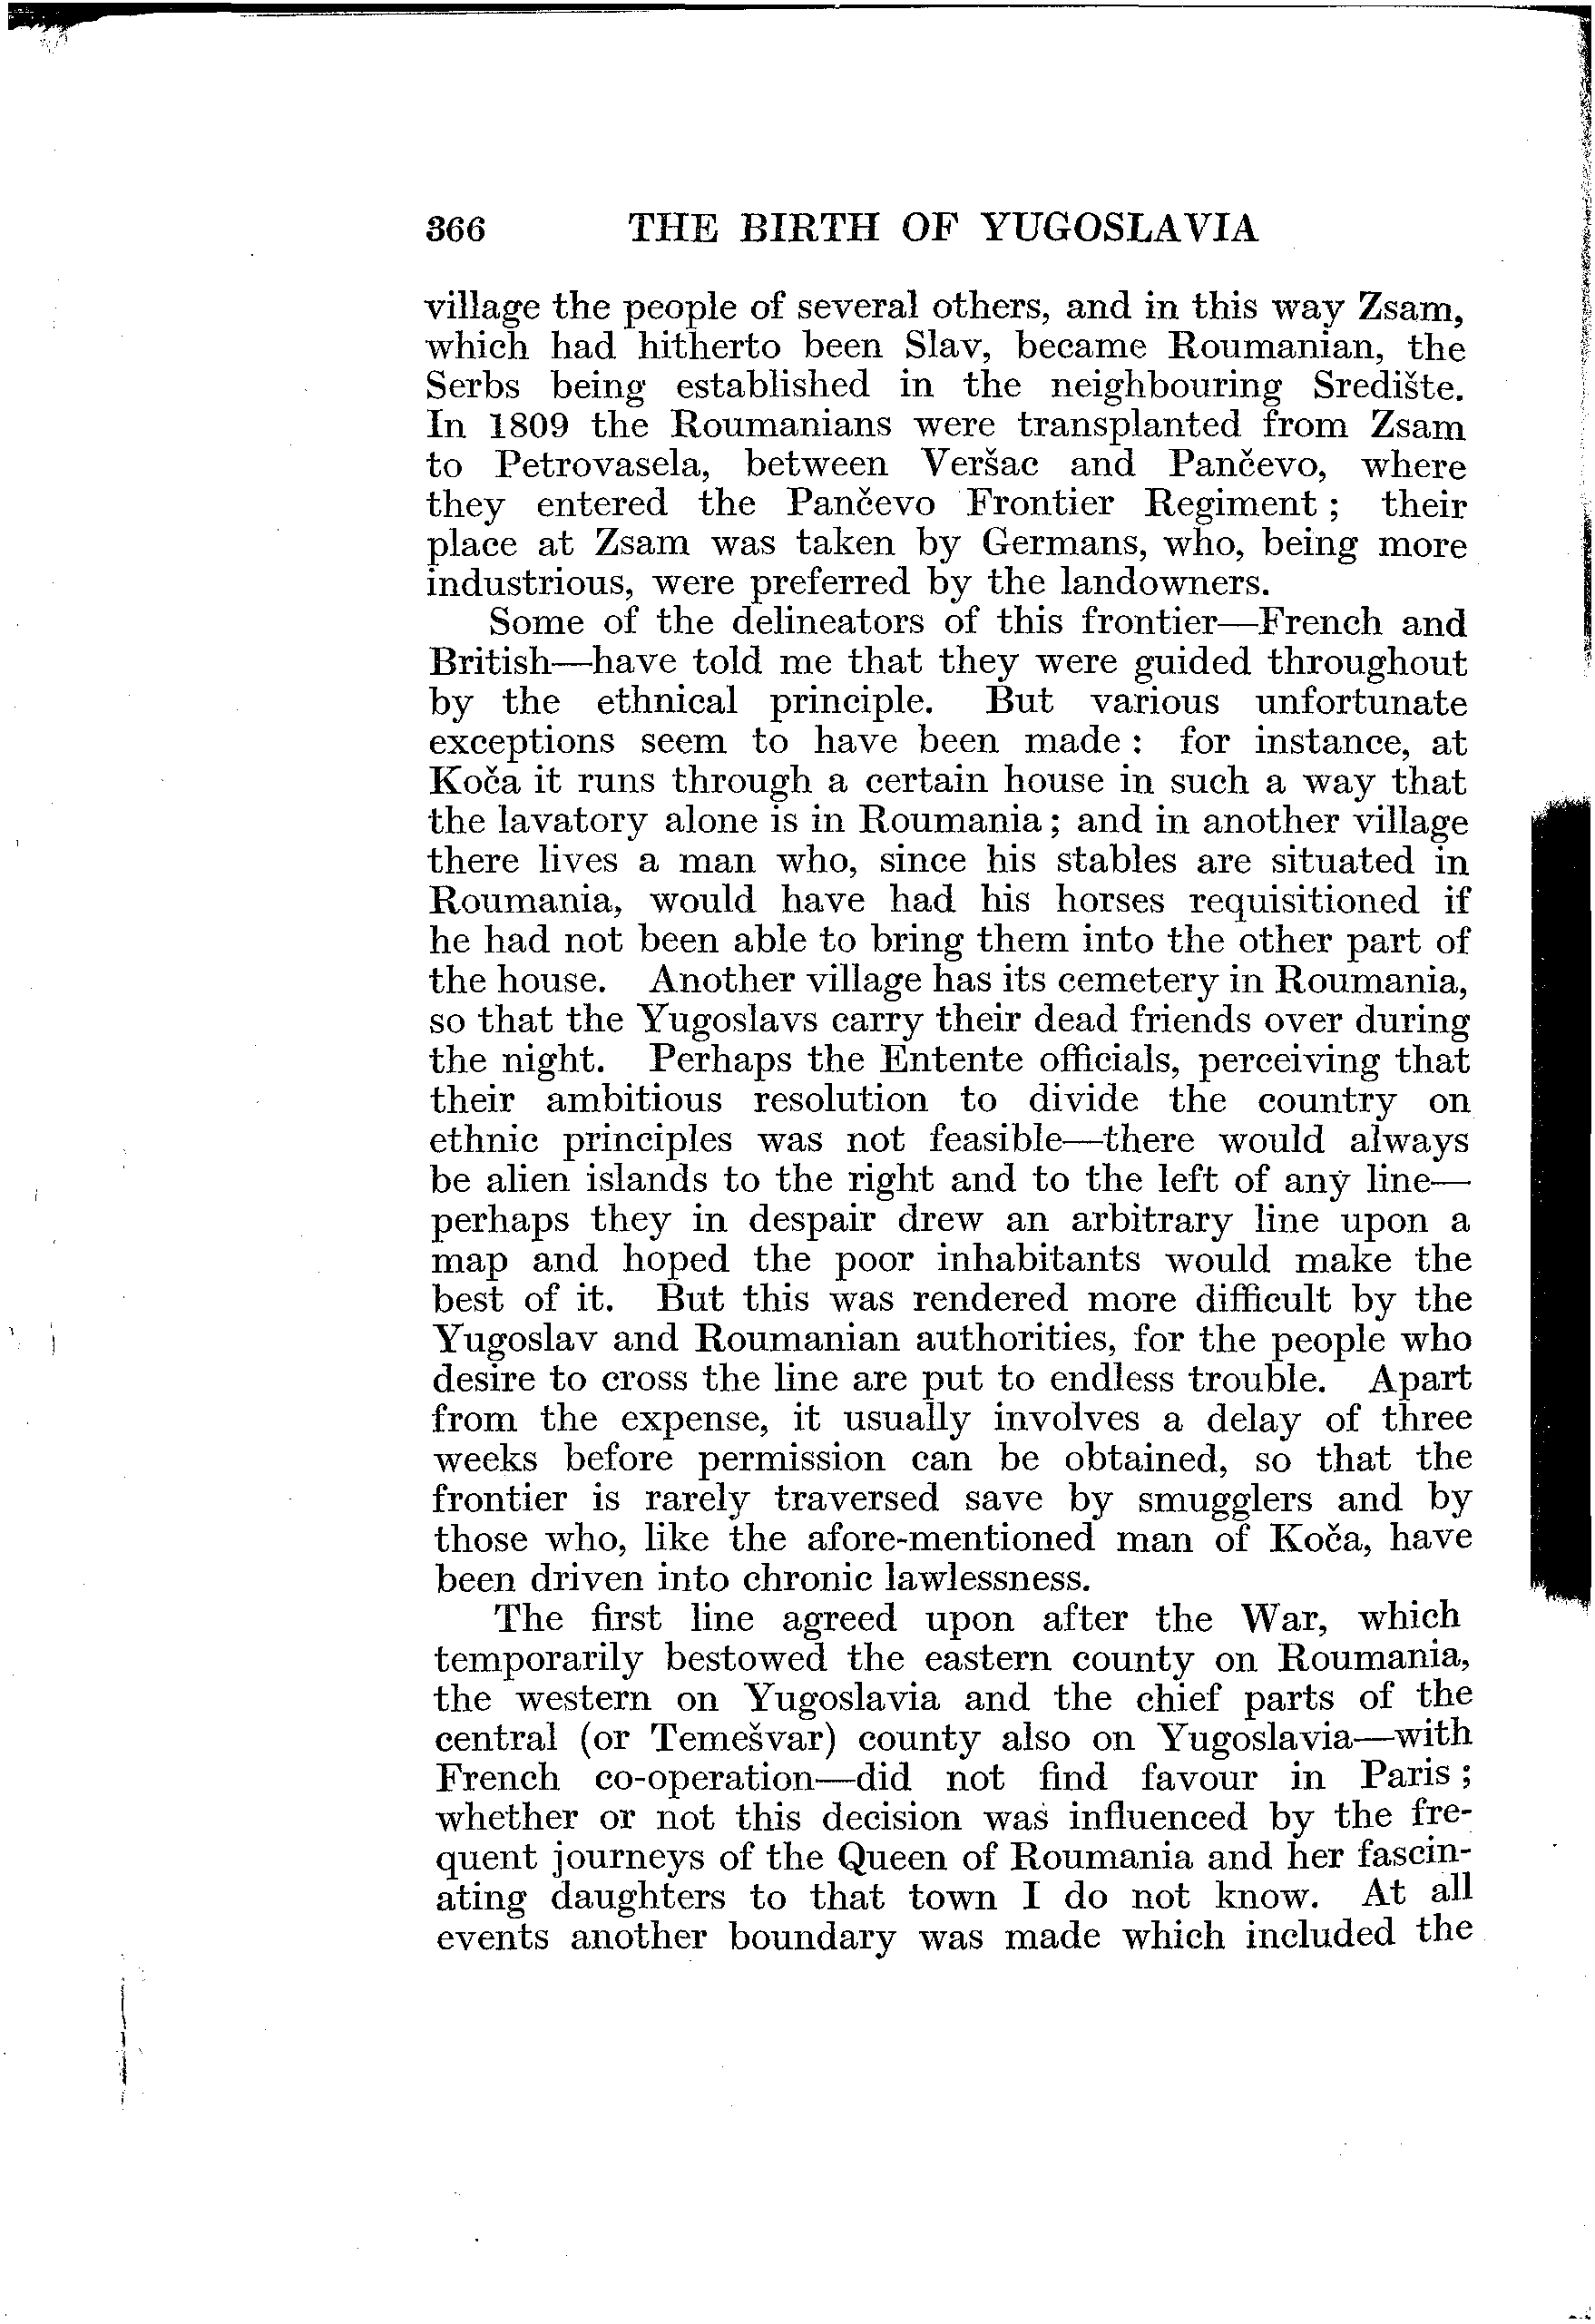 366 THE BIRTH OF YUGOSLAVIA
village the people of several others, and in this way Zsam,
which had hitherto been Slav, became Roumanian, the
Serbs being established in the neighbouring Središte.
In 1809 the Roumanians were transplanted from Zsam
to Petrovasela, between Veršac and Pančevo, where
they entered the Pančevo Frontier Regiment ; their
place at Zsam was taken by Germans, who, being more
industrious, were preferred by the landowners.
Some of the delineators of this frontier—French and
British—have told me that they were guided throughout
by the ethnical principle. But various unfortunate
exceptions seem to have been made : for instance, at
Koča it runs through a certain house in such a way that
the lavatory alone is in Roumania ; and in another village
there lives a man who, since his stables are situated in
Roumania, would have had his horses requisitioned if
he had not been able to bring them into the other part of
the house. Another village has its cemetery in Roumania,
so that the Yugoslavs carry their dead friends over during
the night. Perhaps the Entente officials, perceiving that
their ambitious resolution to divide the country on
ethnic principles was not feasible—there would always
be alien islands to the right and to the left of any line—
perhaps they in despair drew an arbitrary line upon a
map and hoped the poor inhabitants would make the
best of it. But this was rendered more difficult by the
Yugoslav and Roumanian authorities, for the people who
desire to cross the line are put to endless trouble. Apart
from the expense, it usually involves a delay of three
weeks before permission can be obtained, so that the
frontier is rarely traversed save by smugglers and by
those who, like the afore-mentioned man of Koča, have
been driven into chronic lawlessness.
The first line agreed upon after the War, which
temporarily bestowed the eastern county on Roumania,
the western on Yugoslavia and the chief parts of the
central (or Temešvar) county also on Yugoslavia—with
French co-operation—did not find favour in Paris ;
whether or not this decision was influenced by the fre-
quent journeys of the Queen of Roumania and her fascin-
ating daughters to that town I do not know. At all
events another boundary was made which included the